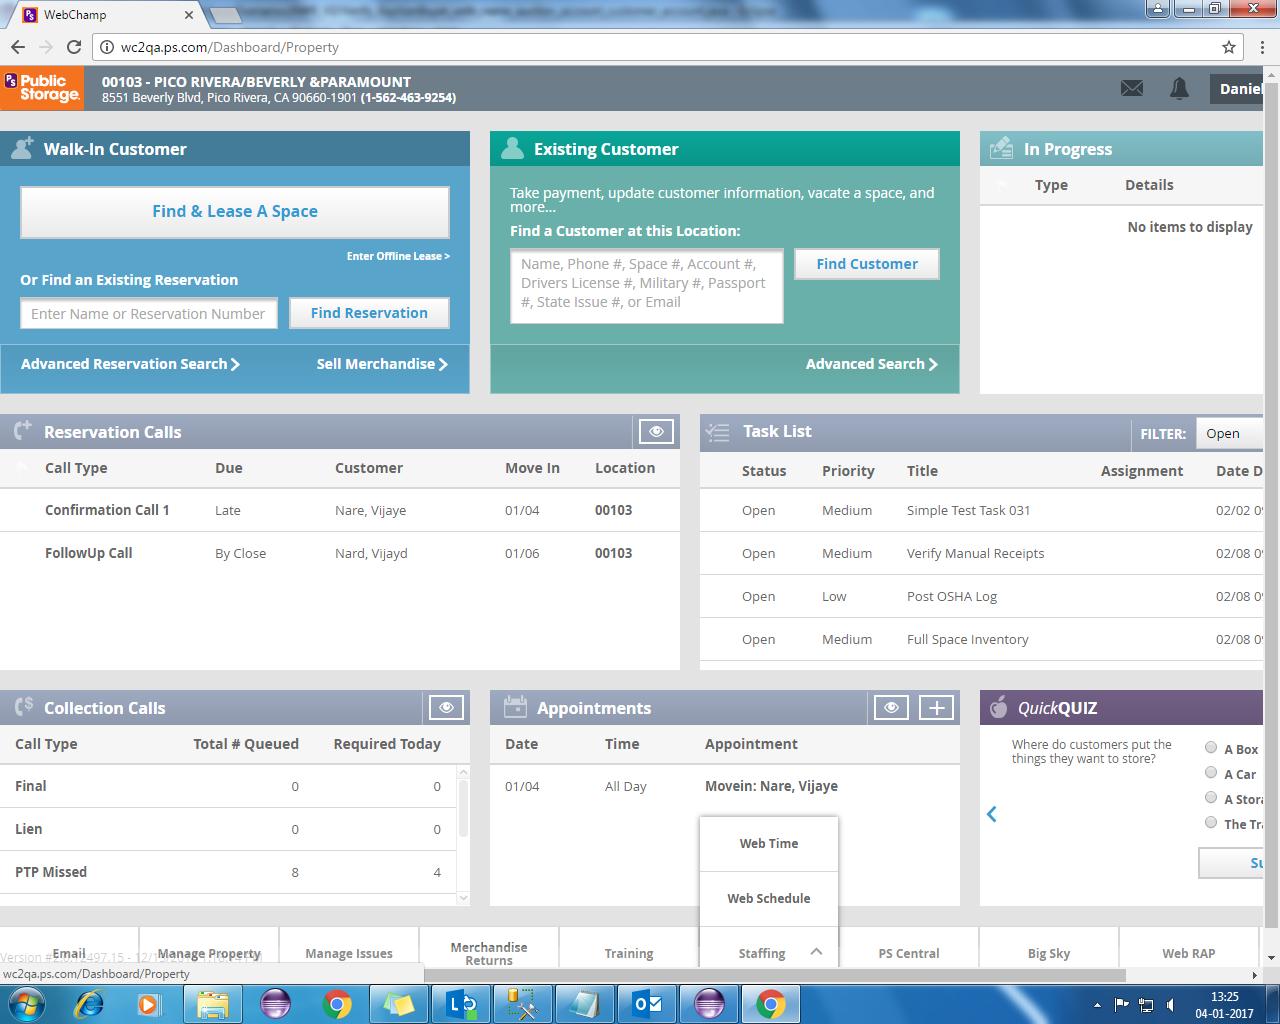 WebChamp
wc2qa.ps.com/Dashboard/Property
Ps Public Storage.
00103 - PICO RIVERA/BEVERLY &PARAMOUNT
8551 Beverly Blvd, Pico Rivera, CA 90660-1901 (1-562-463-9254)
Daniel
Walk-In Customer
Find & Lease A Space
Enter Offline Lease >
Or Find an Existing Reservation
Enter Name or Reservation Number
Find Reservation
Advanced Reservation Search
Sell Merchandise
Existing Customer
Take payment, update customer information, vacate a space, and
more...
Find a Customer at this Location:
Name, Phone #, Space #, Account #,
Drivers License #, Military #, Passport
#, State Issue #, or Email
Find Customer
Advanced Search
In Progress
Type Details
No items to display
Reservation Calls
Call Type Due Customer Move In Location
Confirmation Call 1 Late Nare, Vijaye 01/04 00103
FollowUp Call By Close Nard, Vijayd 01/06 00103
Task List
FILTER: Open
Status Priority Title Assignment Date D
Open Medium Simple Test Task 031 02/02 09
Open Medium Verify Manual Receipts 02/08 09
Open Low Post OSHA Log 02/08 09
Open Medium Full Space Inventory 02/08 09
Collection Calls
Call Type Total # Queued Required Today
Final 0 0
Lien 0 0
PTP Missed 8 4
Appointments
Date Time Appointment
01/04 All Day Movein: Nare, Vijaye
Web Time
Web Schedule
QuickQUIZ
Where do customers put the
things they want to store?
A Box
A Car
A Stora
The Tra
Su
Email
Manage Property
Manage Issues
Merchandise
Returns
Training
Staffing
PS Central
Big Sky
Web RAP
wc2qa.ps.com/Dashboard/Property
13:25
04-01-2017